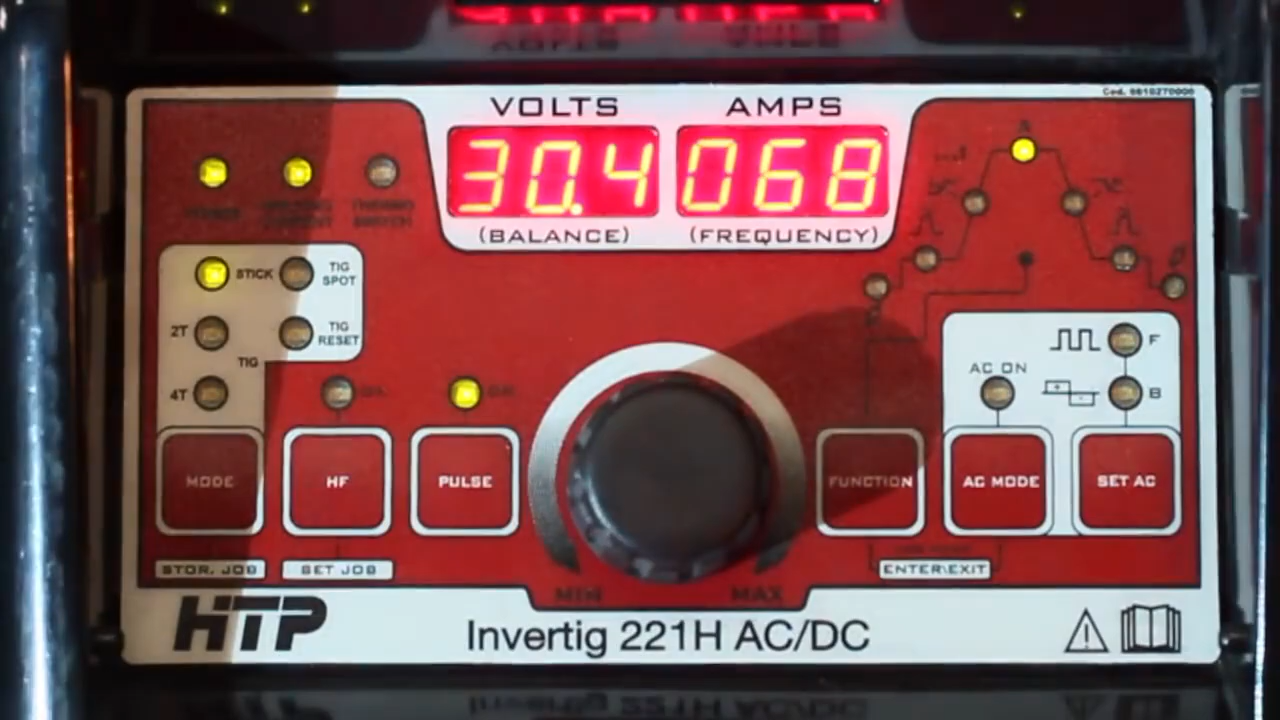 VOLTS
AMPS
Cod. 6610270000
30.4
068
(BALANCE)
(FREQUENCY)
STICK
TIG
SPOT
2T
TIG
RESET
TIG
4T
F
AC ON
B
MODE
HF
PULSE
FUNCTION
AC MODE
SET AC
STOR. JOB
SET JOB
ENTER\EXIT
MIN
MAX
HTP
Invertig 221H AC/DC